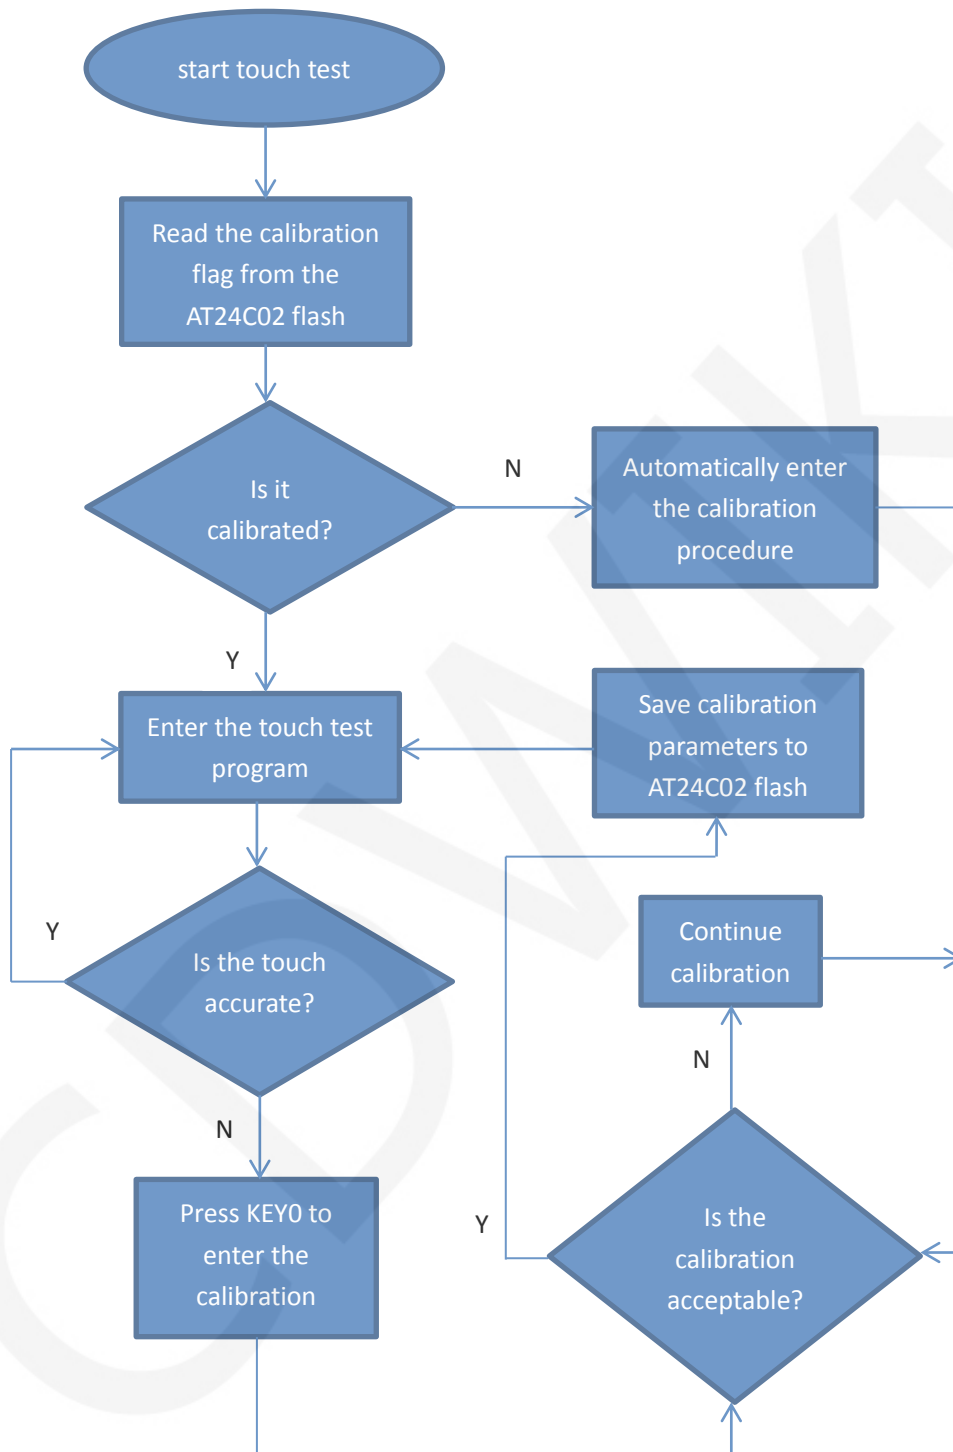 start touch test
Read the calibration
flag from the
AT24C02 flash
Is it
calibrated?
N
Automatically enter
the calibration
procedure
Y
Enter the touch test
program
Save calibration
parameters to
AT24C02 flash
Y
Is the touch
accurate?
Continue
calibration
N
N
Press KEY0 to
enter the
calibration
Y
Is the
calibration
acceptable?